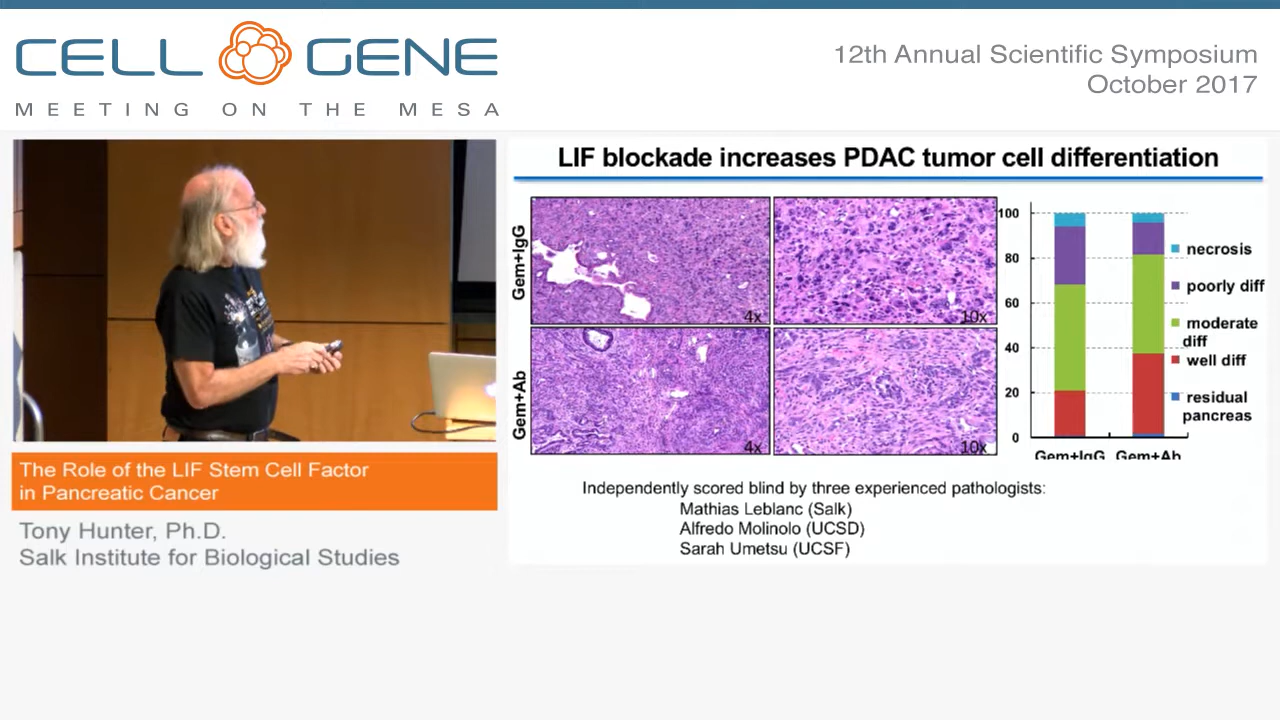 CELL GENE
MEETING ON THE MESA
12th Annual Scientific Symposium
October 2017
LIF blockade increases PDAC tumor cell differentiation
Gem+IgG
4x
10x
Gem+Ab
4x
10x
100
80
60
40
20
0
Gem+IgG Gem+Ab
necrosis
poorly diff
moderate
diff
well diff
residual
pancreas
Independently scored blind by three experienced pathologists:
Mathias Leblanc (Salk)
Alfredo Molinolo (UCSD)
Sarah Umetsu (UCSF)
The Role of the LIF Stem Cell Factor
in Pancreatic Cancer
Tony Hunter, Ph.D.
Salk Institute for Biological Studies